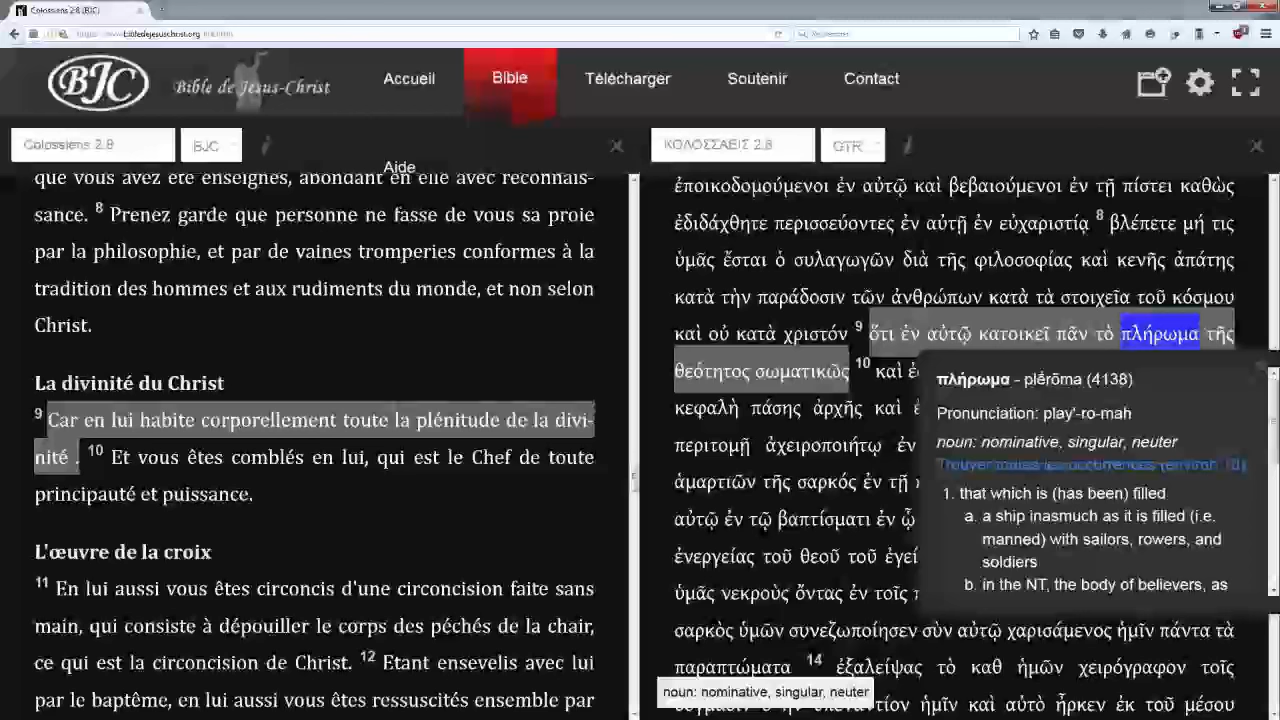 Colossiens 2:8 (BJC)
BJC
Bible de Jesus-Christ
Accueil
Bible
Télécharger
Soutenir
Contact
Aide
Colossiens 2.8
BJC
que vous avez été enseignés, abondant en elle avec reconnais-
sance. 8 Prenez garde que personne ne fasse de vous sa proie
par la philosophie, et par de vaines tromperies conformes à la
tradition des hommes et aux rudiments du monde, et non selon
Christ.
La divinité du Christ
9 Car en lui habite corporellement toute la plénitude de la divi-
nité . 10 Et vous êtes comblés en lui, qui est le Chef de toute
principauté et puissance.
L'œuvre de la croix
11 En lui aussi vous êtes circoncis d'une circoncision faite sans
main, qui consiste à dépouiller le corps des péchés de la chair,
ce qui est la circoncision de Christ. 12 Etant ensevelis avec lui
par le baptême, en lui aussi vous êtes ressuscités ensemble par
ΚΟΛΟΣΣΑΕΙΣ 2.8
GTR
ἐποικοδομούμενοι ἐν αὐτῷ καὶ βεβαιούμενοι ἐν τῇ πίστει καθὼς
ἐδιδάχθητε περισσεύοντες ἐν αὐτῇ ἐν εὐχαριστίᾳ 8 βλέπετε μή τις
ὑμᾶς ἔσται ὁ συλαγωγῶν διὰ τῆς φιλοσοφίας καὶ κενῆς ἀπάτης
κατὰ τὴν παράδοσιν τῶν ἀνθρώπων κατὰ τὰ στοιχεῖα τοῦ κόσμου
καὶ οὐ κατὰ χριστόν 9 ὅτι ἐν αὐτῷ κατοικεῖ πᾶν τὸ πλήρωμα τῆς
θεότητος σωματικῶς 10 καὶ ἐ
κεφαλὴ πάσης ἀρχῆς καὶ ἐ
περιτομῇ ἀχειροποιήτῳ ἐν
ἁμαρτιῶν τῆς σαρκός ἐν τῇ
αὐτῷ ἐν τῷ βαπτίσματι ἐν ᾧ
ἐνεργείας τοῦ θεοῦ τοῦ ἐγεί
ὑμᾶς νεκροὺς ὄντας ἐν τοῖς π
σαρκὸς ὑμῶν συνεζωποίησεν σὺν αὐτῷ χαρισάμενος ἡμῖν πάντα τὰ
παραπτώματα 14 ἐξαλείψας τὸ καθ ἡμῶν χειρόγραφον τοῖς
ἡμῖν καὶ αὐτὸ ἦρκεν ἐκ τοῦ μέσου
πλήρωμα - plḗrōma (4138)
Pronunciation: play'-ro-mah
noun: nominative, singular, neuter
1. that which is (has been) filled
a. a ship inasmuch as it is filled (i.e.
manned) with sailors, rowers, and
soldiers
b. in the NT, the body of believers, as
noun: nominative, singular, neuter